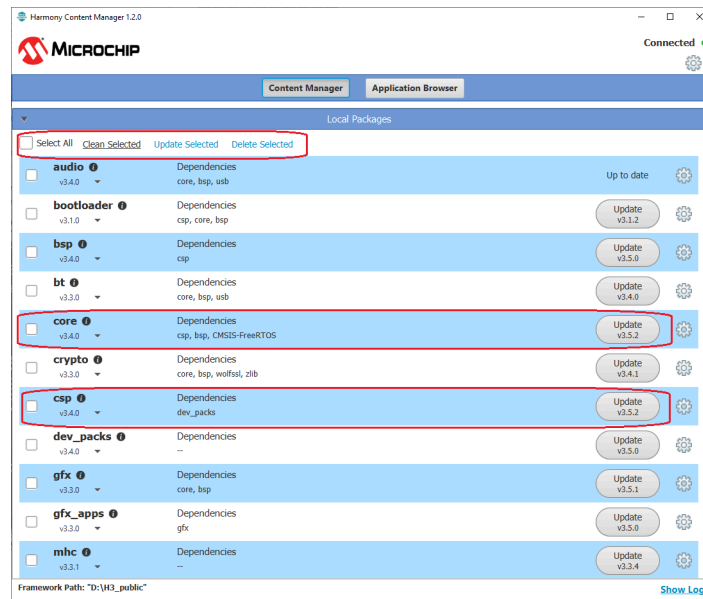 Harmony Content Manager 1.2.0
MICROCHIP
Connected
Content Manager Application Browser
Local Packages
Select All Clean Selected Update Selected Delete Selected
audio Dependencies
v3.4.0 core, bsp, usb Up to date
bootloader Dependencies Update
v3.1.0 csp, core, bsp v3.1.2
bsp Dependencies Update
v3.4.0 csp v3.5.0
bt Dependencies Update
v3.3.0 core, bsp, usb v3.4.0
core Dependencies Update
v3.4.0 csp, bsp, CMSIS-FreeRTOS v3.5.2
crypto Dependencies Update
v3.3.0 core, bsp, wolfssl, zlib v3.4.1
csp Dependencies Update
v3.4.0 dev_packs v3.5.2
dev_packs Dependencies Update
v3.4.0 -- v3.5.0
gfx Dependencies Update
v3.3.0 core, bsp v3.5.1
gfx_apps Dependencies Update
v3.3.0 gfx v3.5.0
mhc Dependencies Update
v3.3.1 -- v3.3.4
Framework Path: "D:\H3_public" Show Log